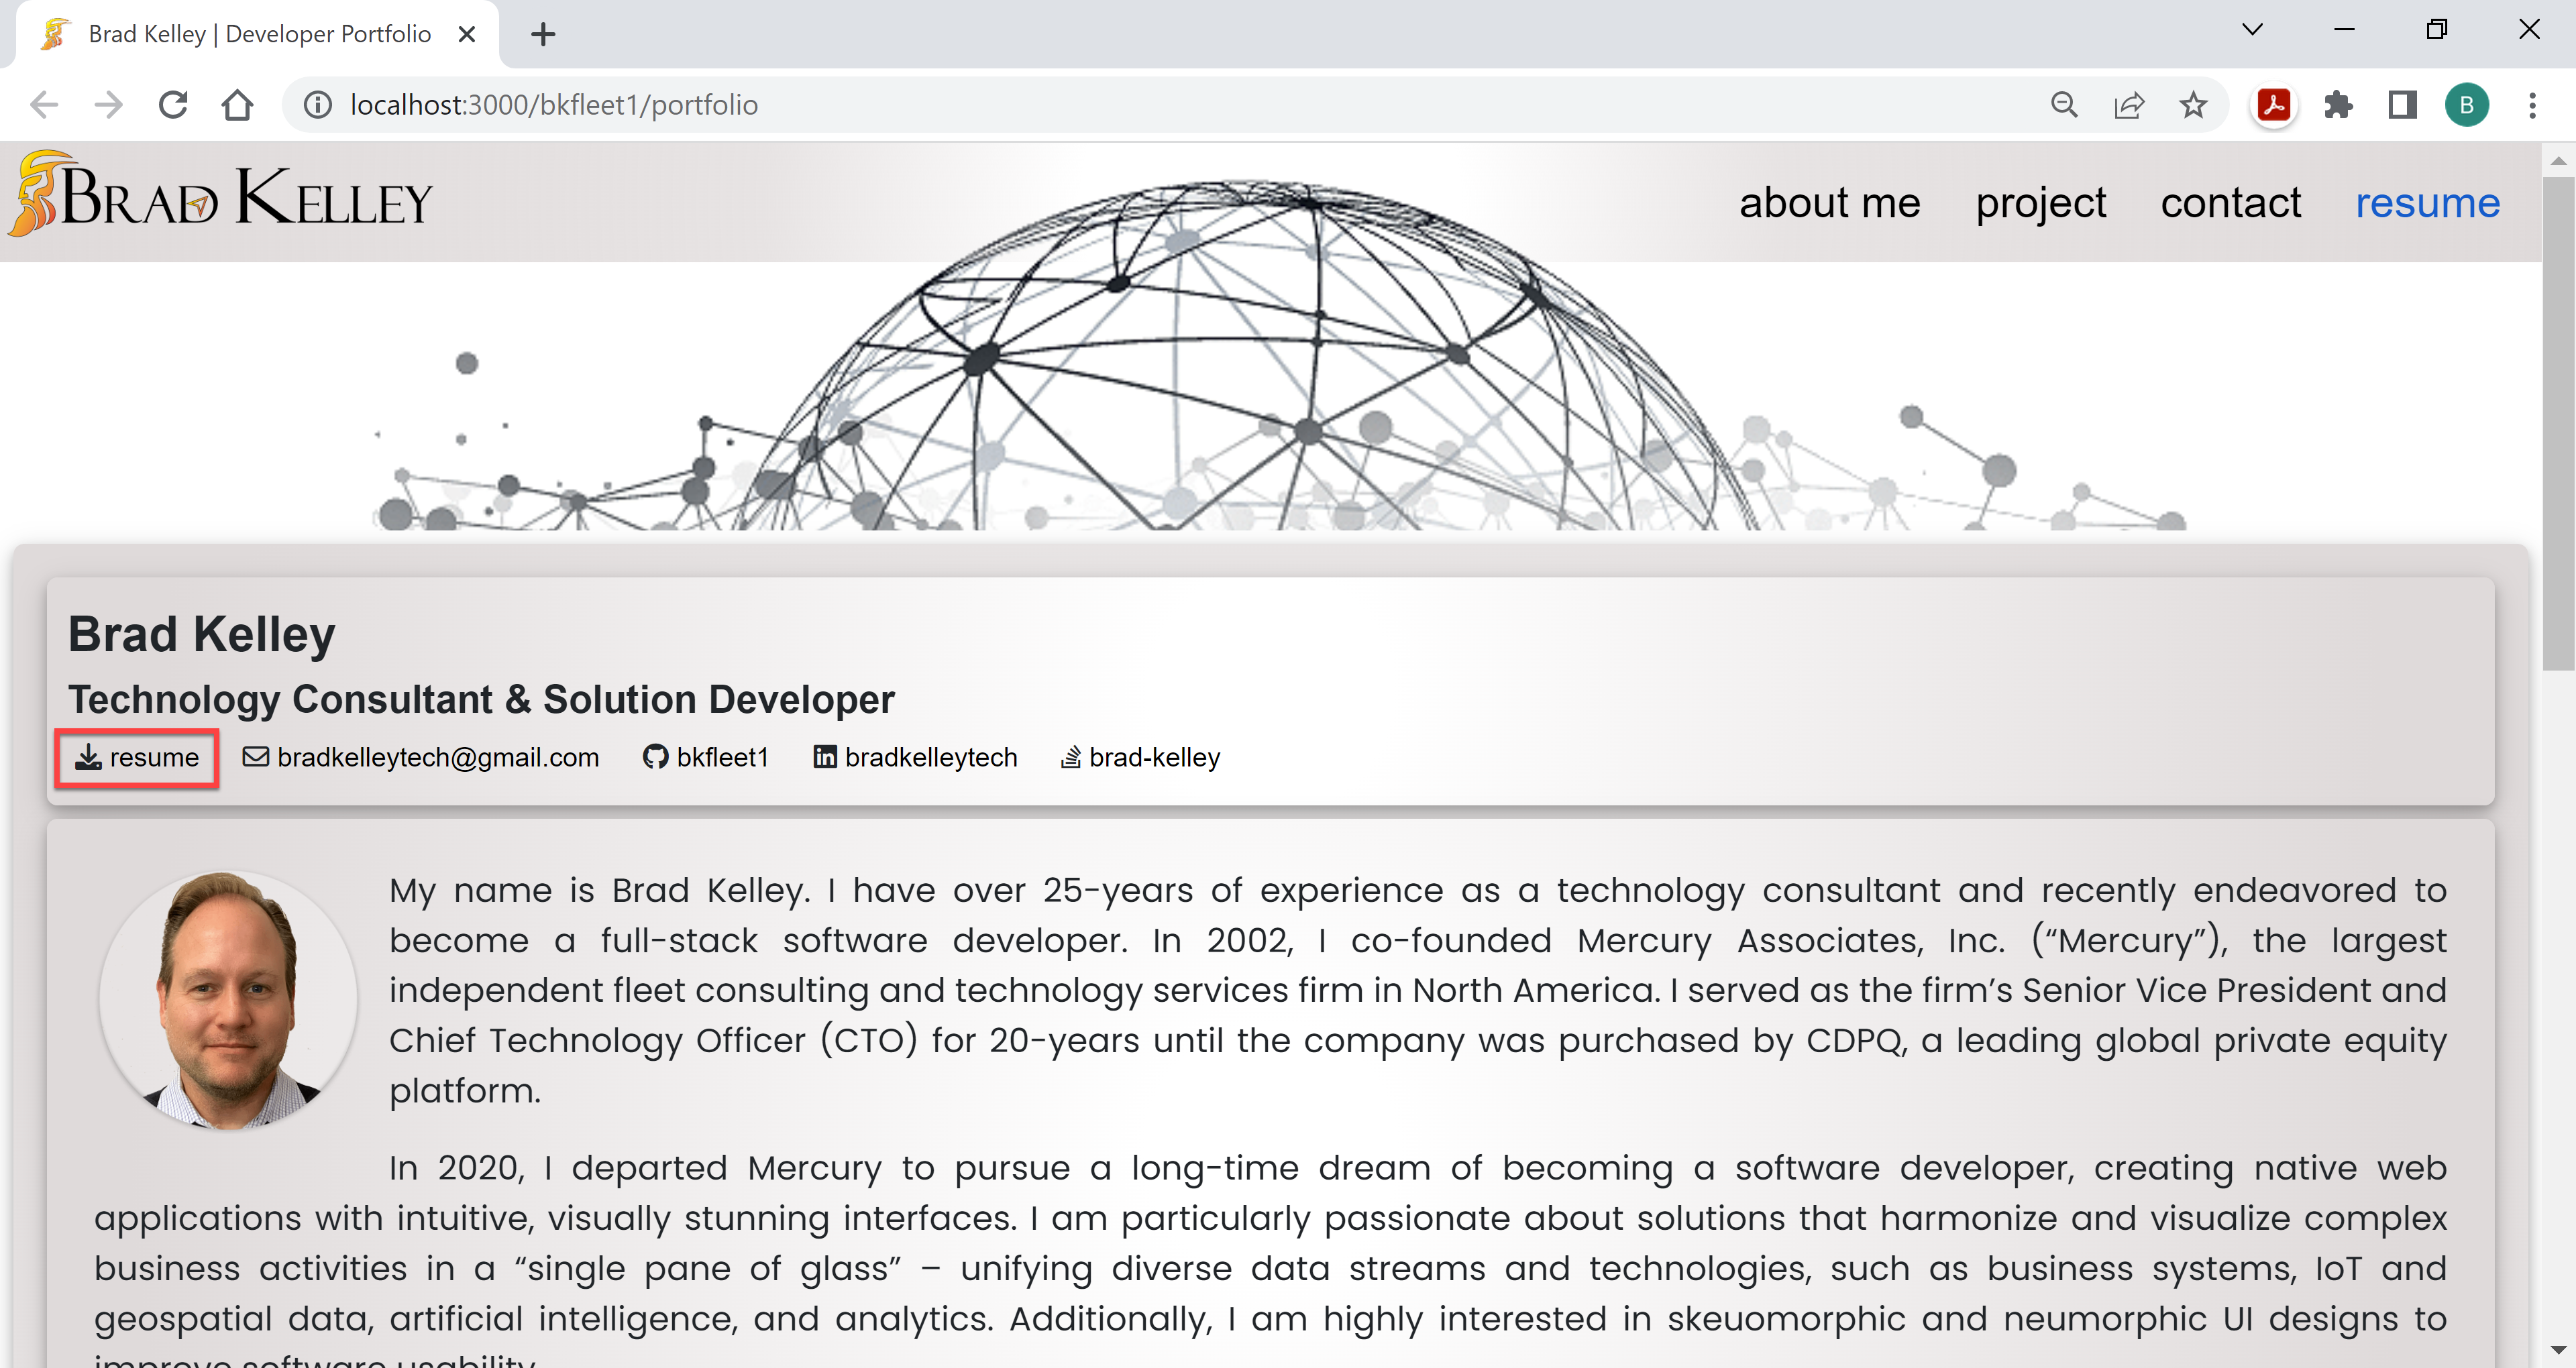 Brad Kelley | Developer Portfolio
localhost:3000/bkfleet1/portfolio
B
BRAD KELLEY
about me project contact resume
Brad Kelley
Technology Consultant & Solution Developer
resume bradkelleytech@gmail.com bkfleet1 bradkelleytech brad-kelley
My name is Brad Kelley. I have over 25-years of experience as a technology consultant and recently endeavored to
become a full-stack software developer. In 2002, I co-founded Mercury Associates, Inc. (“Mercury”), the largest
independent fleet consulting and technology services firm in North America. I served as the firm’s Senior Vice President and
Chief Technology Officer (CTO) for 20-years until the company was purchased by CDPQ, a leading global private equity
platform.
In 2020, I departed Mercury to pursue a long-time dream of becoming a software developer, creating native web
applications with intuitive, visually stunning interfaces. I am particularly passionate about solutions that harmonize and visualize complex
business activities in a “single pane of glass” – unifying diverse data streams and technologies, such as business systems, IoT and
geospatial data, artificial intelligence, and analytics. Additionally, I am highly interested in skeuomorphic and neumorphic UI designs to
improve software usability.